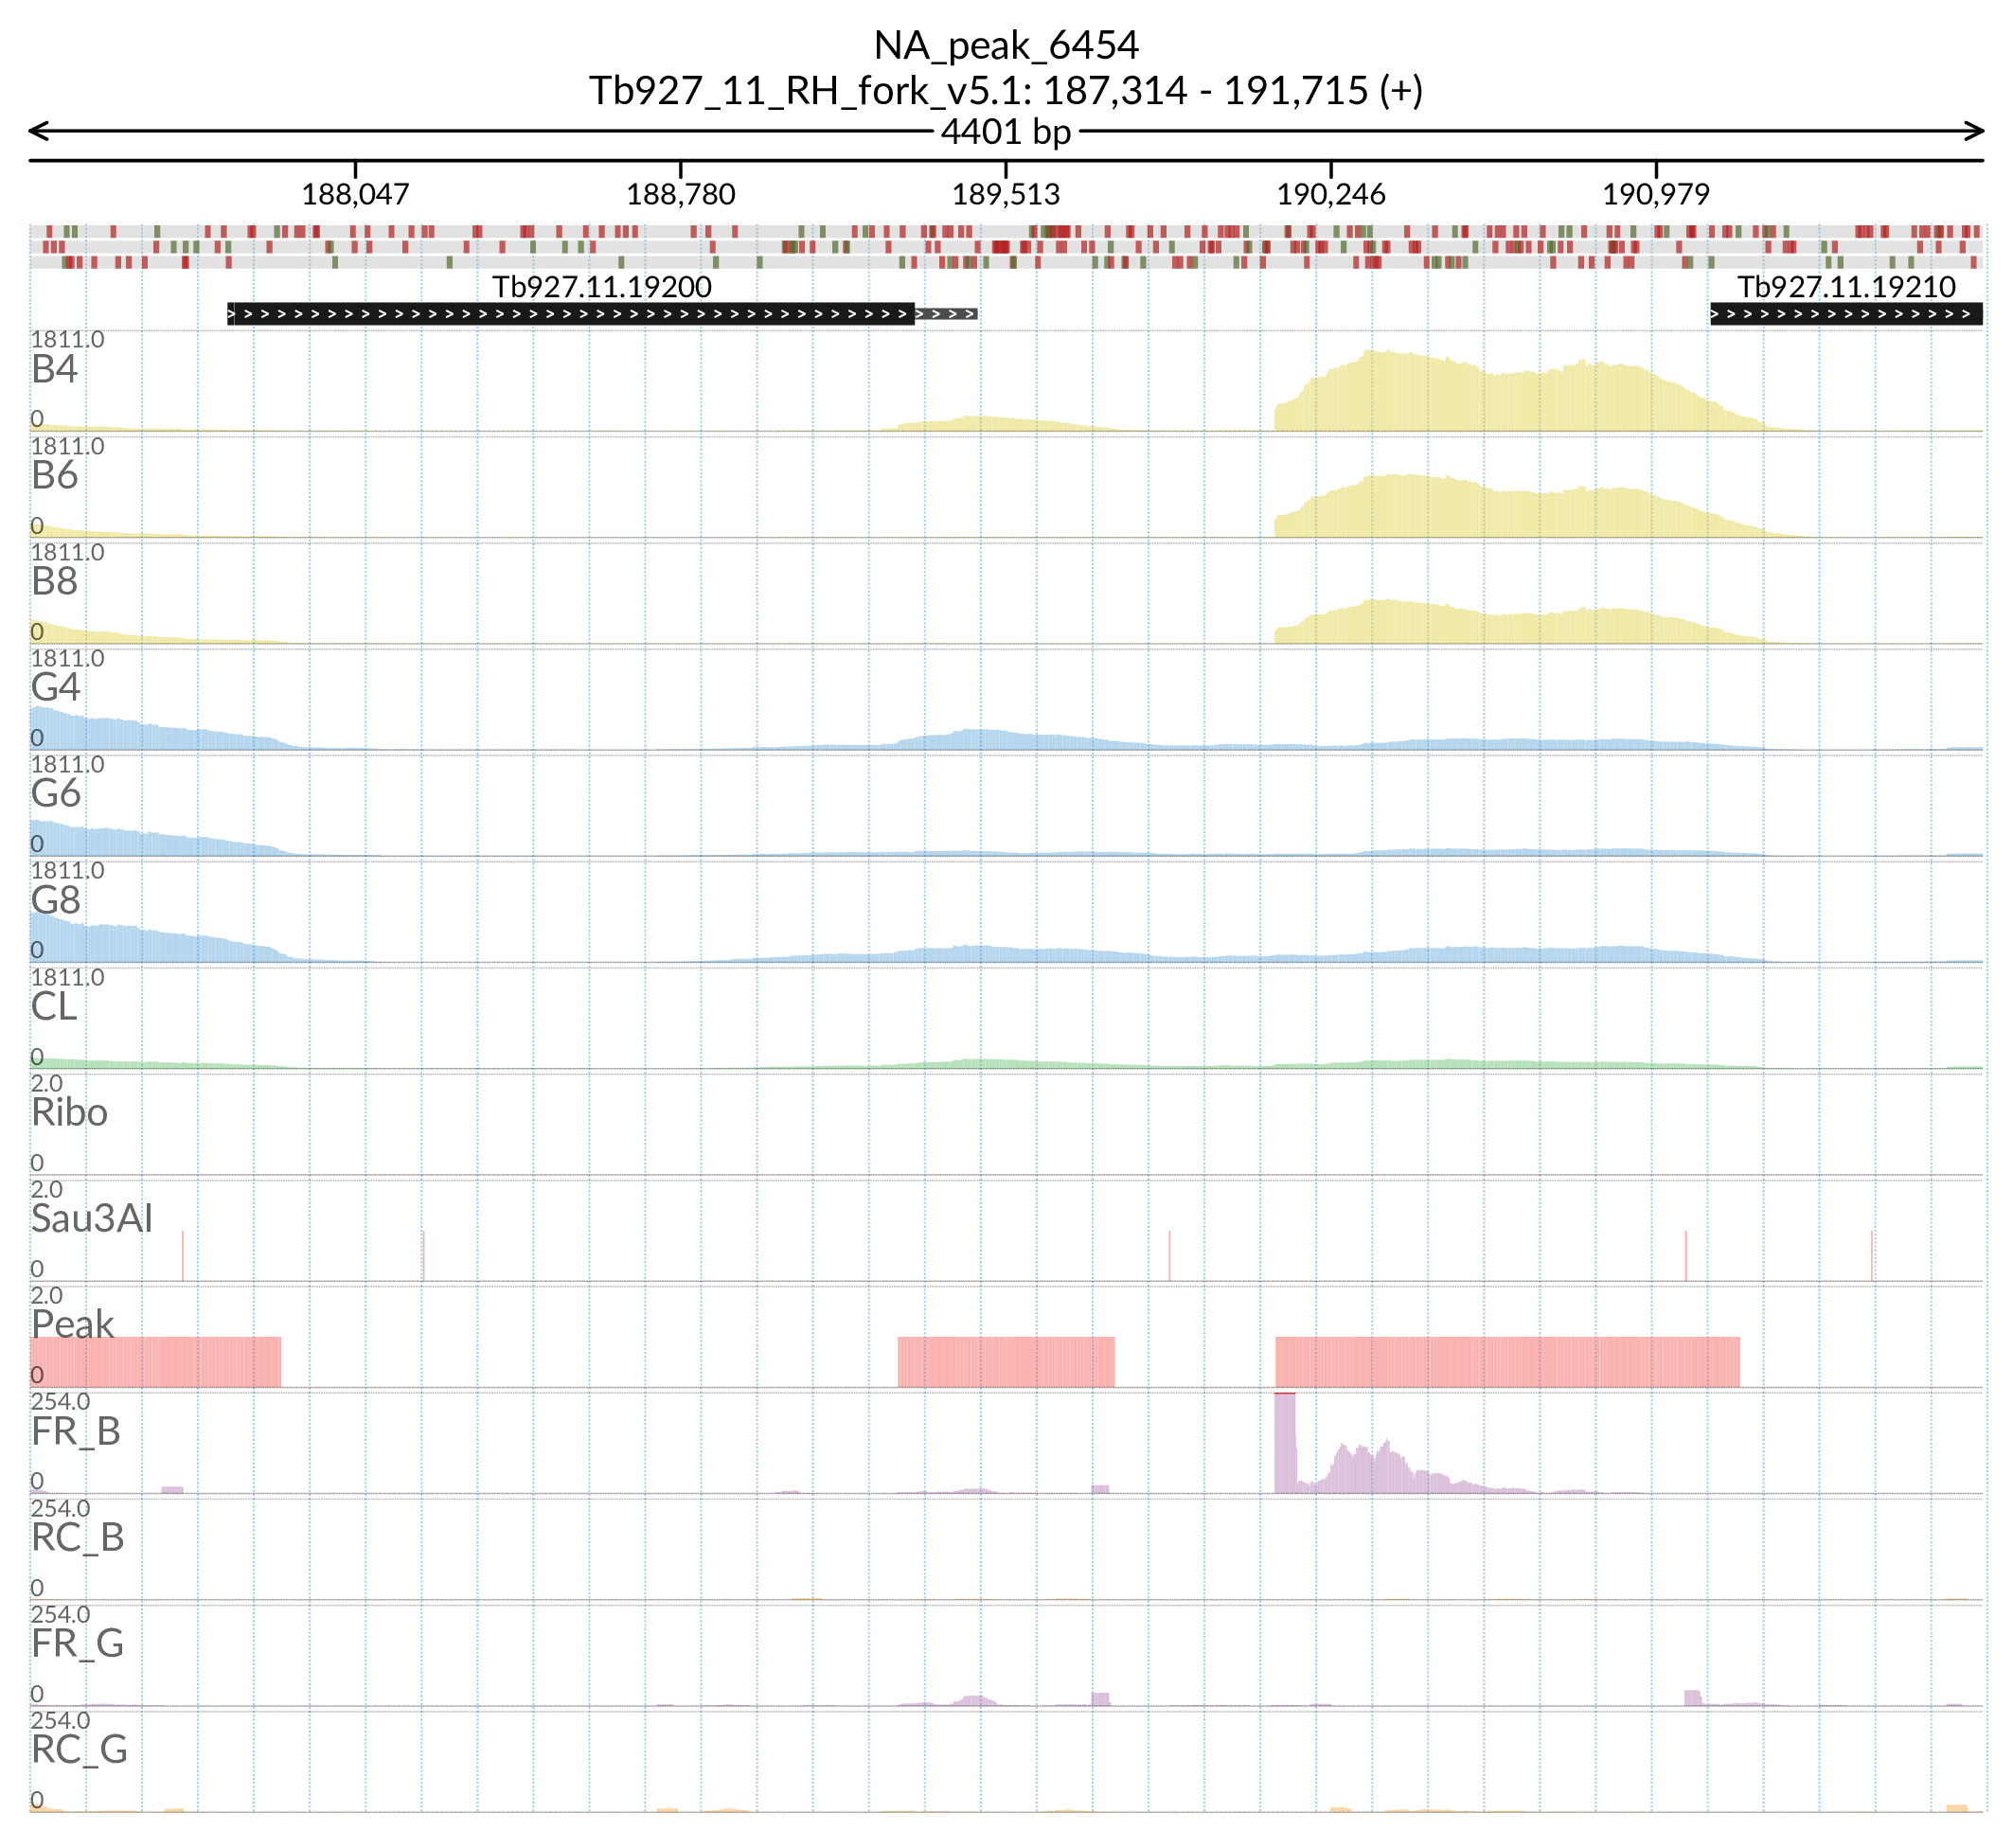 NA_peak_6454
Tb927_11_RH_fork_v5.1: 187,314 - 191,715 (+)
4401 bp
188,047 188,780 189,513 190,246 190,979
Tb927.11.19200 Tb927.11.19210
1811.0
B4
0
1811.0
B6
0
1811.0
B8
0
1811.0
G4
0
1811.0
G6
0
1811.0
G8
0
1811.0
CL
0
2.0
Ribo
0
2.0
Sau3AI
0
2.0
Peak
0
254.0
FR_B
0
254.0
RC_B
0
254.0
FR_G
0
254.0
RC_G
0